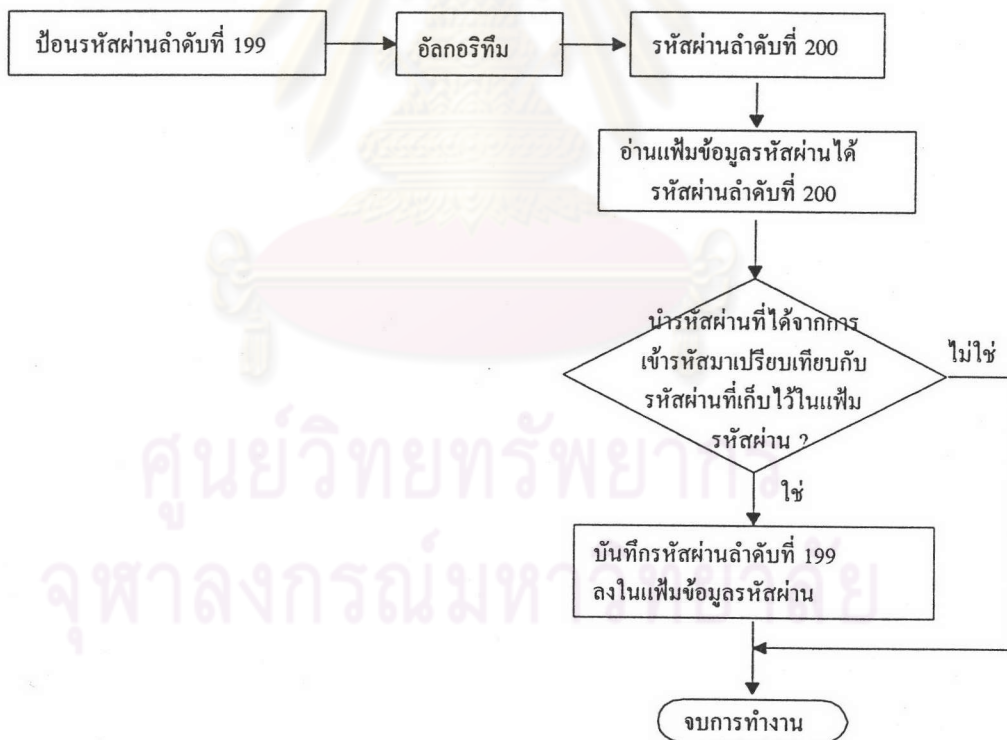 ป้อนรหัสผ่านลำดับที่ 199
อัลกอริทึม
รหัสผ่านลำดับที่ 200
อ่านแฟ้มข้อมูลรหัสผ่านได้
รหัสผ่านลำดับที่ 200
นำรหัสผ่านที่ได้จากการ
เข้ารหัสมาเปรียบเทียบกับ
รหัสผ่านที่เก็บไว้ในแฟ้ม
รหัสผ่าน ?
ไม่ใช่
ใช่
ศูนย์วิทยทรัพยากร
บันทึกรหัสผ่านลำดับที่ 199
ลงในแฟ้มข้อมูลรหัสผ่าน
จุฬาลงกรณ์มหาวิทยาลัย
จบการทำงาน